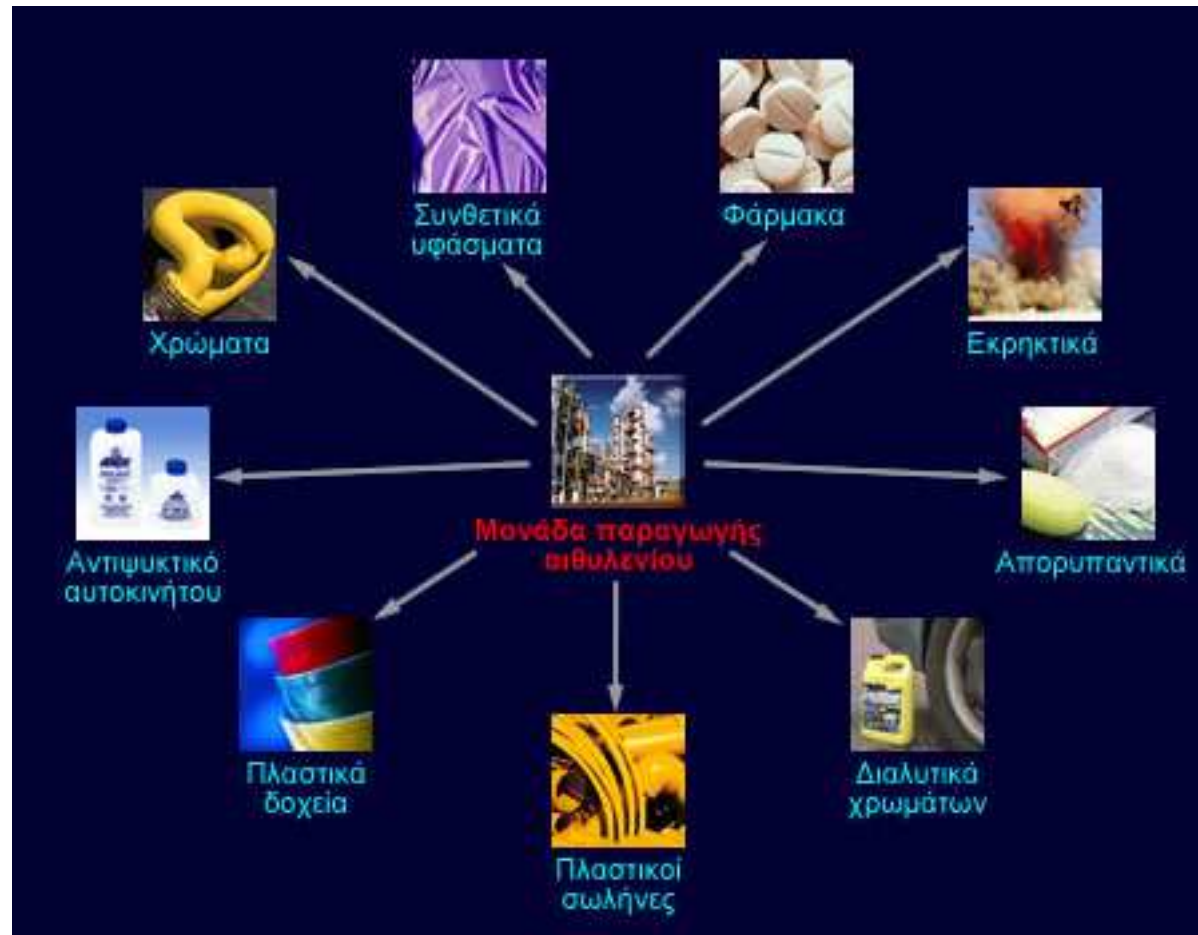 Συνθετικά
υφάσματα
Φάρμακα
Χρώματα
Εκρηκτικά
Μονάδα παραγωγής
αιθυλενίου
Αντιψυκτικό
αυτοκινήτου
Απορυπαντικά
Πλαστικά
δοχεία
Διαλυτικά
χρωμάτων
Πλαστικοί
σωλήνες